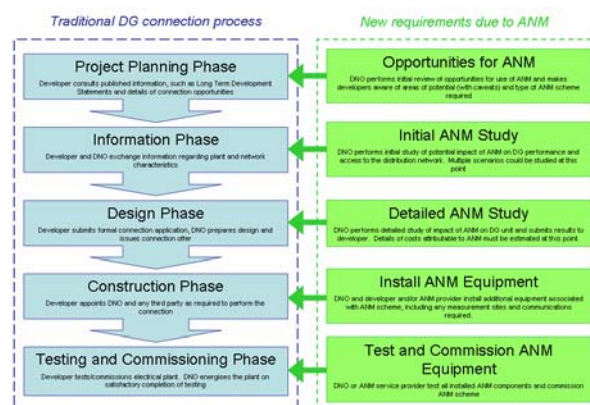 Traditional DG connection process
New requirements due to ANM
Project Planning Phase
Developer consults published information, such as Long Term Development
Statements and details of connection opportunities
Opportunities for ANM
DNO performs initial review of opportunities for use of ANM and makes
developers aware of areas of potential (with caveats) and type of ANM scheme
required
Information Phase
Developer and DNO exchange information regarding plant and network
characteristics
Initial ANM Study
DNO performs initial study of potential impact of ANM on DG performance and
access to the distribution network. Multiple scenarios could be studied at this
point
Design Phase
Developer submits formal connection application, DNO prepares design and
issues connection offer
Detailed ANM Study
DNO performs detailed study of impact of ANM on DG unit and submits results to
developer. Details of costs attributable to ANM must be estimated at this point.
Construction Phase
Developer appoints DNO and any third party as required to perform the
connection
Install ANM Equipment
DNO and developer and/or ANM provider install additional equipment associated
with ANM scheme, including any measurement sites and communications
required.
Testing and Commissioning Phase
Developer tests/commissions electrical plant. DNO energises the plant on
satisfactory completion of testing
Test and Commission ANM
Equipment
DNO or ANM service provider test all installed ANM components and commission
ANM scheme